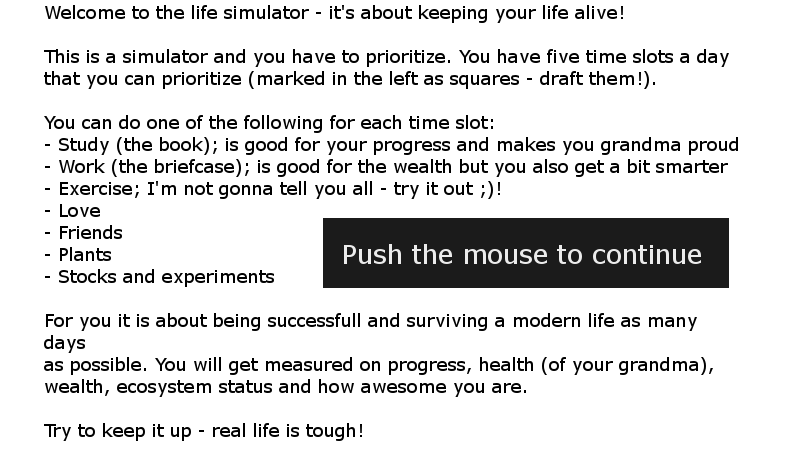 Welcome to the life simulator - it's about keeping your life alive!
This is a simulator and you have to prioritize. You have five time slots a day
that you can prioritize (marked in the left as squares - draft them!).
You can do one of the following for each time slot:
- Study (the book); is good for your progress and makes you grandma proud
- Work (the briefcase); is good for the wealth but you also get a bit smarter
- Exercise; I'm not gonna tell you all - try it out ;)!
- Love
- Friends
- Plants
- Stocks and experiments
Push the mouse to continue
For you it is about being successfull and surviving a modern life as many
days
as possible. You will get measured on progress, health (of your grandma),
wealth, ecosystem status and how awesome you are.
Try to keep it up - real life is tough!